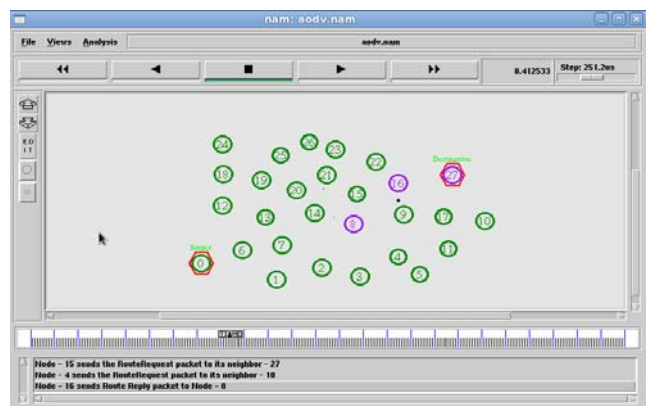 nam: aodv.nam
File Views Analysis aodv.nam
8.412533 Step: 251.2ms
ED
IT
24 26 25 23 22
Destination
18 19 21 20 16 27
15
12 13 14 8 9 17 10
Source
0 6 7 2 4 11
1 3 5
Node - 15 sends the RouteRequest packet to its neighbor - 27
Node - 4 sends the RouteRequest packet to its neighbor - 10
Node - 16 sends Route Reply packet to Node - 8